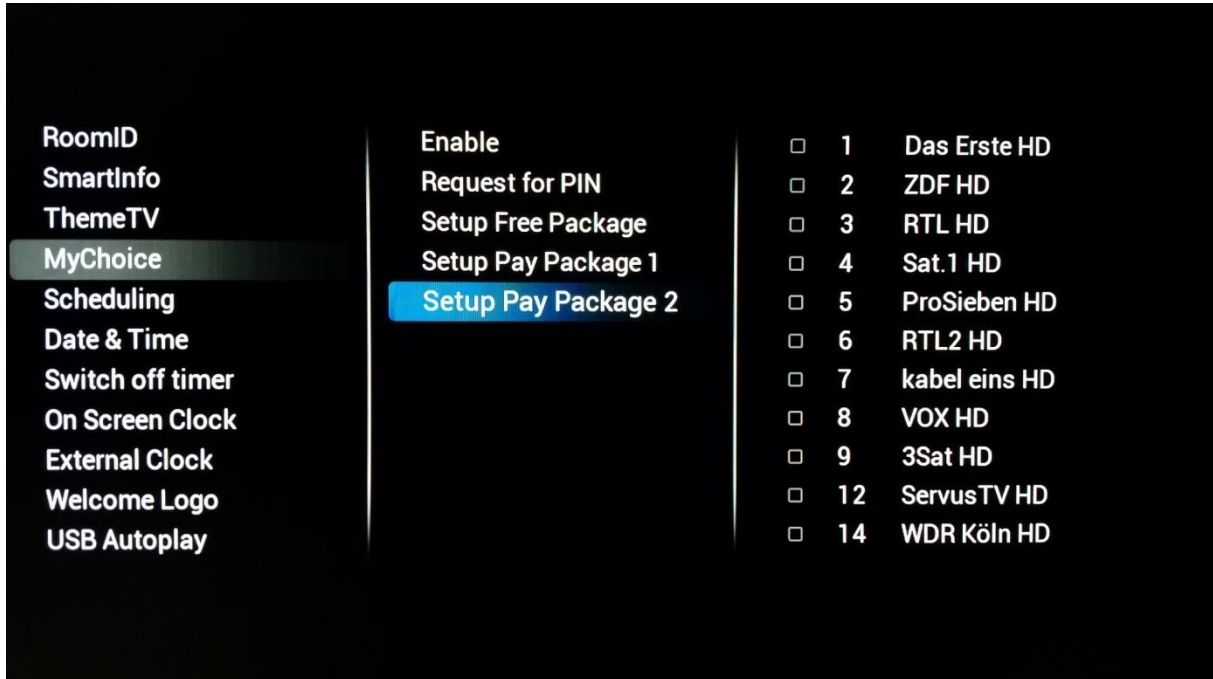 RoomID
SmartInfo
ThemeTV
MyChoice
Scheduling
Date & Time
Switch off timer
On Screen Clock
External Clock
Welcome Logo
USB Autoplay
Enable
Request for PIN
Setup Free Package
Setup Pay Package 1
Setup Pay Package 2
1 Das Erste HD
2 ZDF HD
3 RTL HD
4 Sat.1 HD
5 ProSieben HD
6 RTL2 HD
7 kabel eins HD
8 VOX HD
9 3Sat HD
12 ServusTV HD
14 WDR Köln HD